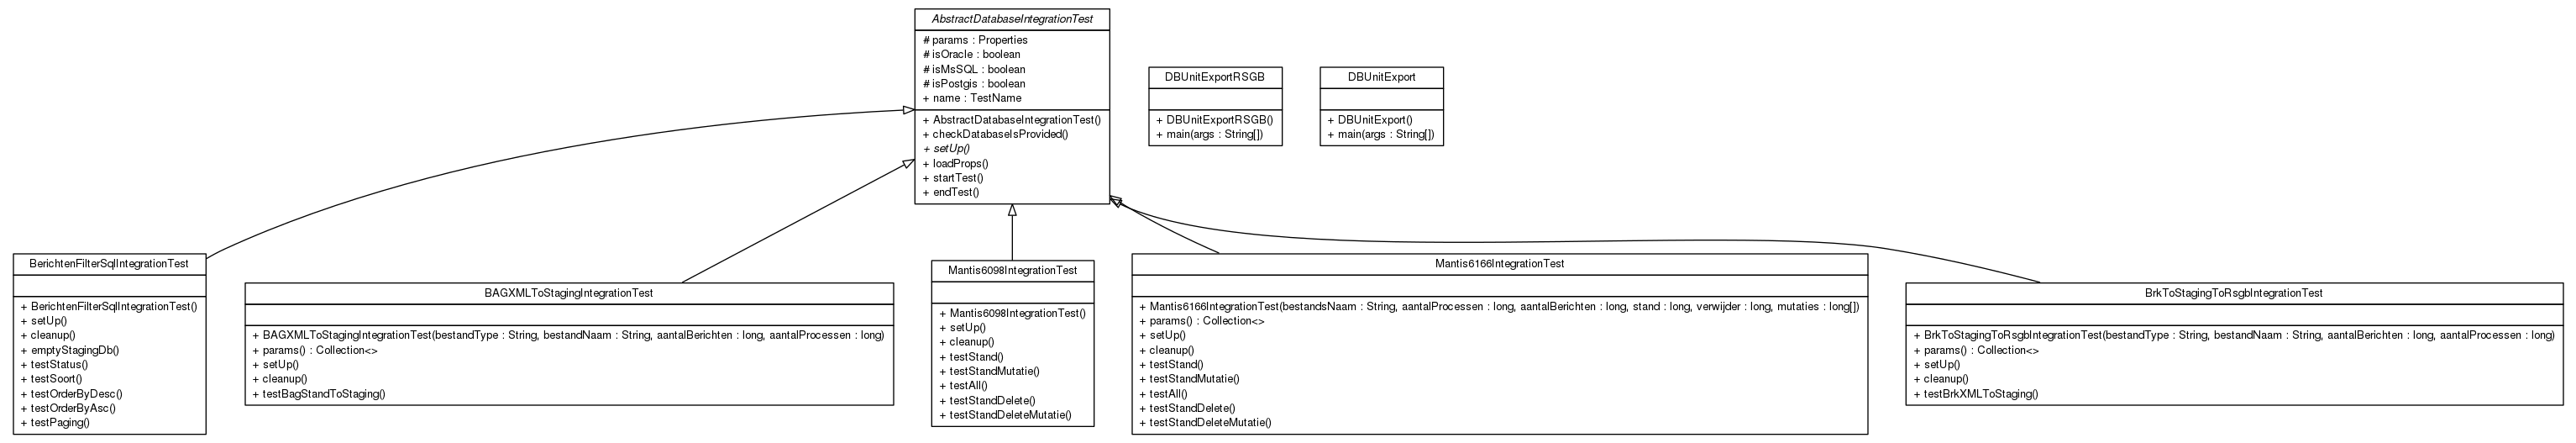 AbstractDatabaseIntegrationTest
# params : Properties
# isOracle : boolean
# isMsSQL : boolean
# isPostgis : boolean
+ name : TestName
+ AbstractDatabaseIntegrationTest()
+ checkDatabaseIsProvided()
+ setUp()
+ loadProps()
+ startTest()
+ endTest()
DBUnitExportRSGB
+ DBUnitExportRSGB()
+ main(args : String[])
DBUnitExport
+ DBUnitExport()
+ main(args : String[])
BerichtenFilterSqlIntegrationTest
+ BerichtenFilterSqlIntegrationTest()
+ setUp()
+ cleanup()
+ emptyStagingDb()
+ testStatus()
+ testSoort()
+ testOrderByDesc()
+ testOrderByAsc()
+ testPaging()
BAGXMLToStagingIntegrationTest
+ BAGXMLToStagingIntegrationTest(bestandType : String, bestandNaam : String, aantalBerichten : long, aantalProcessen : long)
+ params() : Collection<>
+ setUp()
+ cleanup()
+ testBagStandToStaging()
Mantis6098IntegrationTest
+ Mantis6098IntegrationTest()
+ setUp()
+ cleanup()
+ testStand()
+ testStandMutatie()
+ testAll()
+ testStandDelete()
+ testStandDeleteMutatie()
Mantis6166IntegrationTest
+ Mantis6166IntegrationTest(bestandsNaam : String, aantalProcessen : long, aantalBerichten : long, stand : long, verwijder : long, mutaties : long[])
+ params() : Collection<>
+ setUp()
+ cleanup()
+ testStand()
+ testStandMutatie()
+ testAll()
+ testStandDelete()
+ testStandDeleteMutatie()
BrkToStagingToRsgbIntegrationTest
+ BrkToStagingToRsgbIntegrationTest(bestandType : String, bestandNaam : String, aantalBerichten : long, aantalProcessen : long)
+ params() : Collection<>
+ setUp()
+ cleanup()
+ testBrkXMLToStaging()